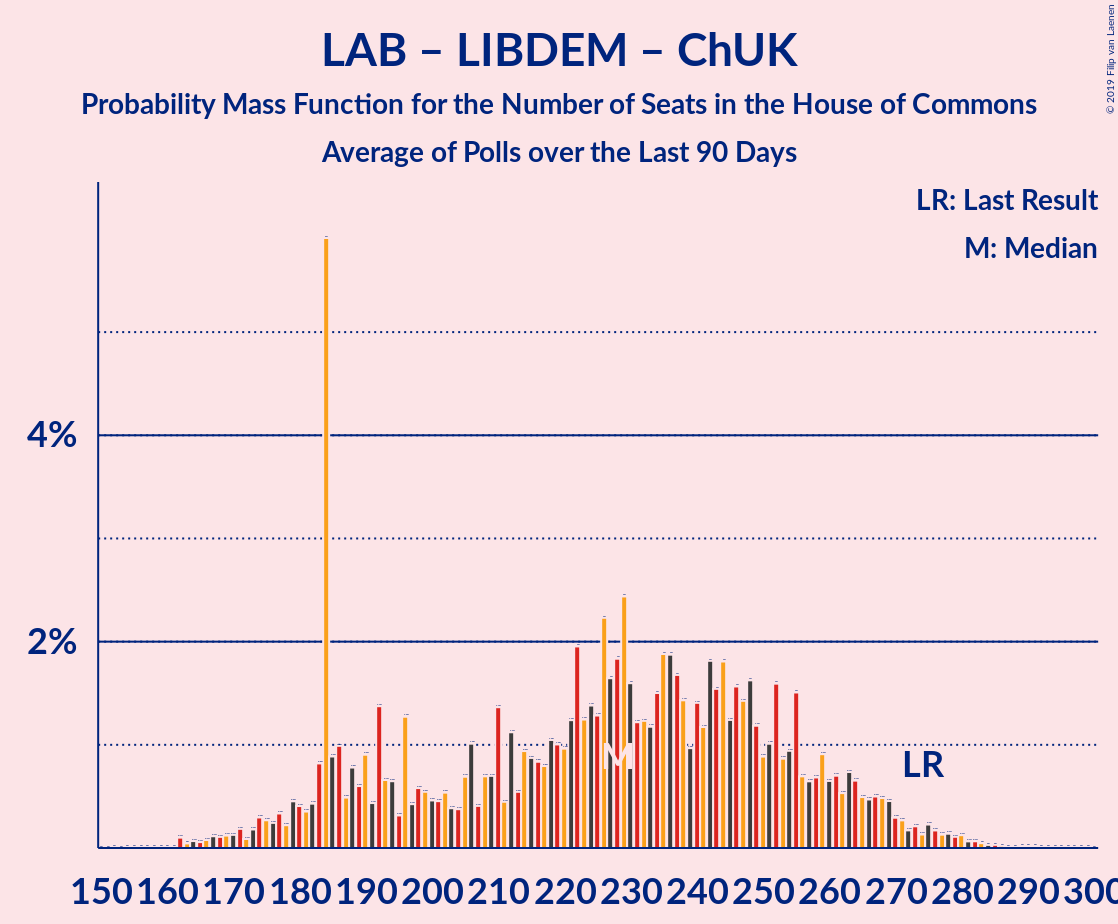 LAB – LIBDEM – ChUK
Probability Mass Function for the Number of Seats in the House of Commons
Average of Polls over the Last 90 Days
© 2019 Filip van Laenen
LR: Last Result
M: Median
4%
2%
M
LR
150 160 170 180 190 200 210 220 230 240 250 260 270 280 290 300